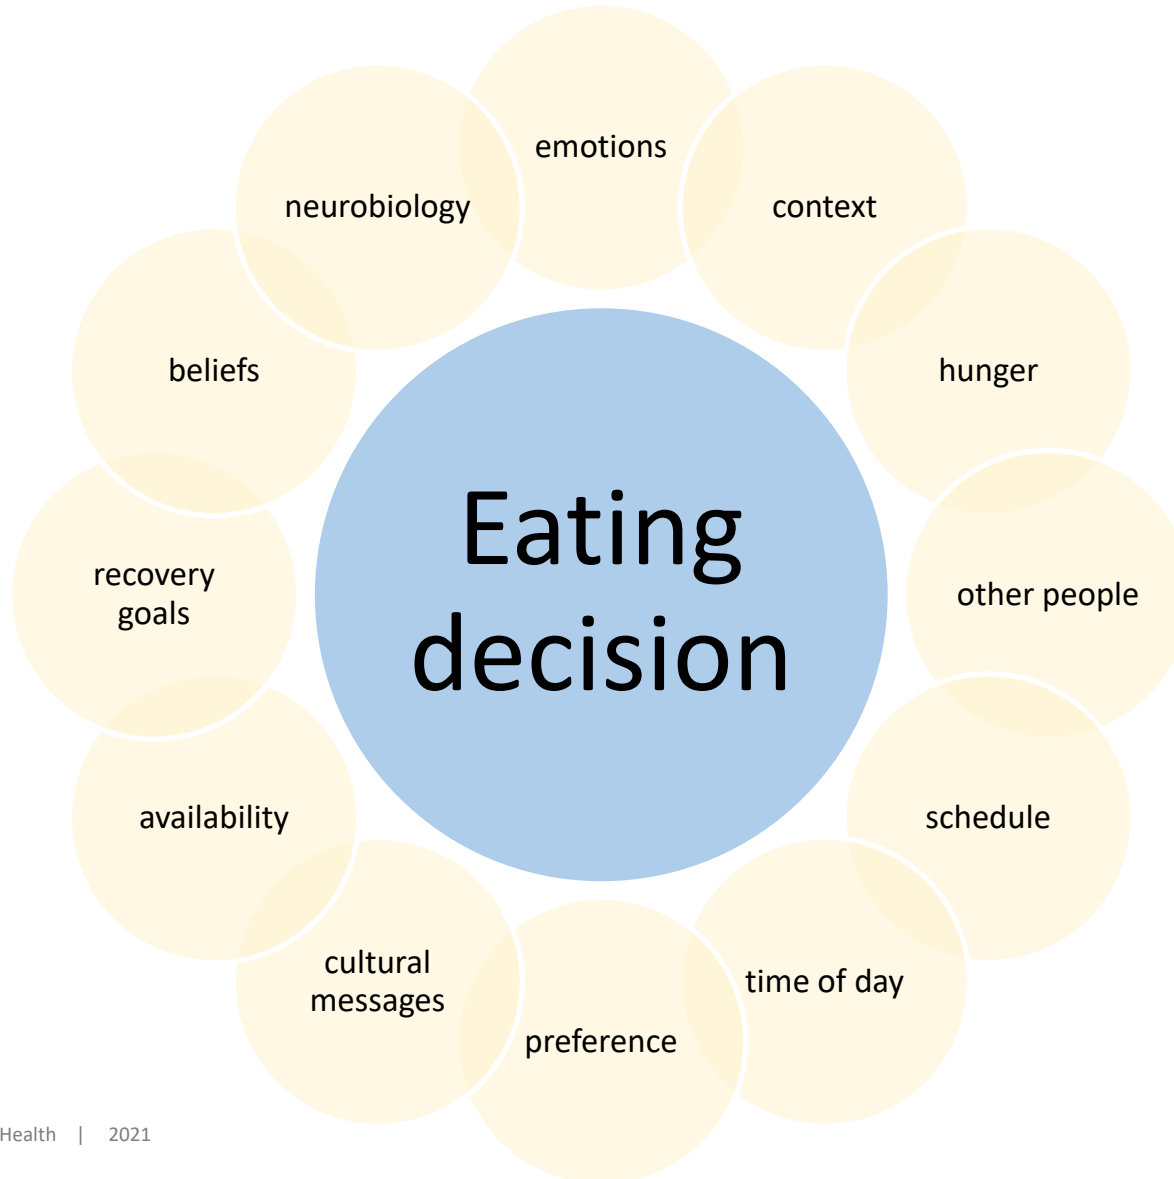 emotions
context
hunger
other people
schedule
time of day
preference
cultural
messages
availability
recovery
goals
beliefs
neurobiology
Eating
decision
Health | 2021